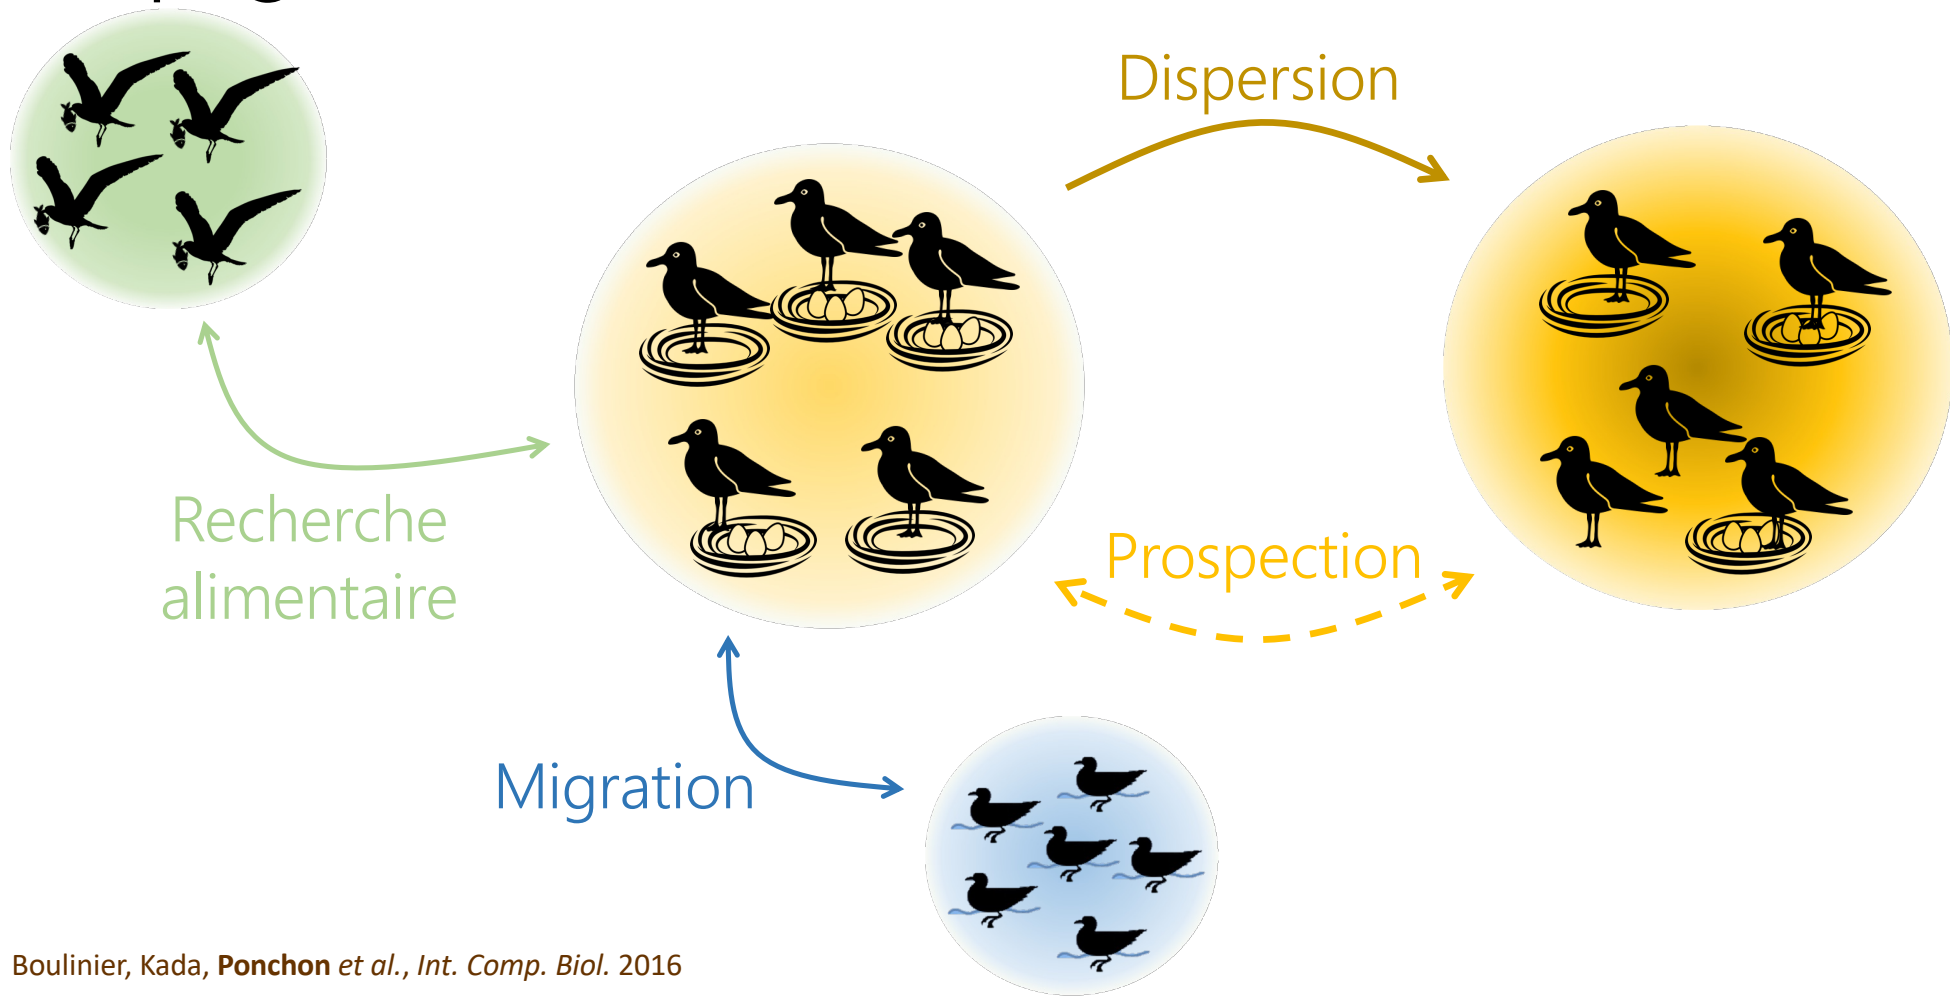 Dispersion
Recherche
alimentaire
Prospection
Migration
Boulinier, Kada, Ponchon et al., Int. Comp. Biol. 2016